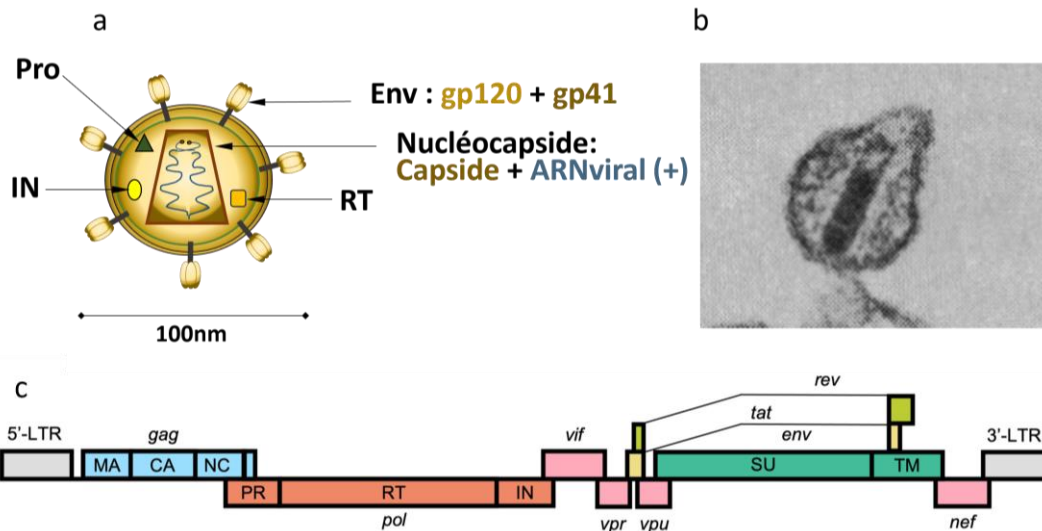 a
b
Pro
Env : gp120 + gp41
Nucléocapside:
Capside + ARNviral (+)
IN
RT
100nm
c
rev
5'-LTR
gag
vif
tat
env
3'-LTR
MA
CA
NC
SU
TM
PR
RT
IN
pol
vpr
vpu
nef